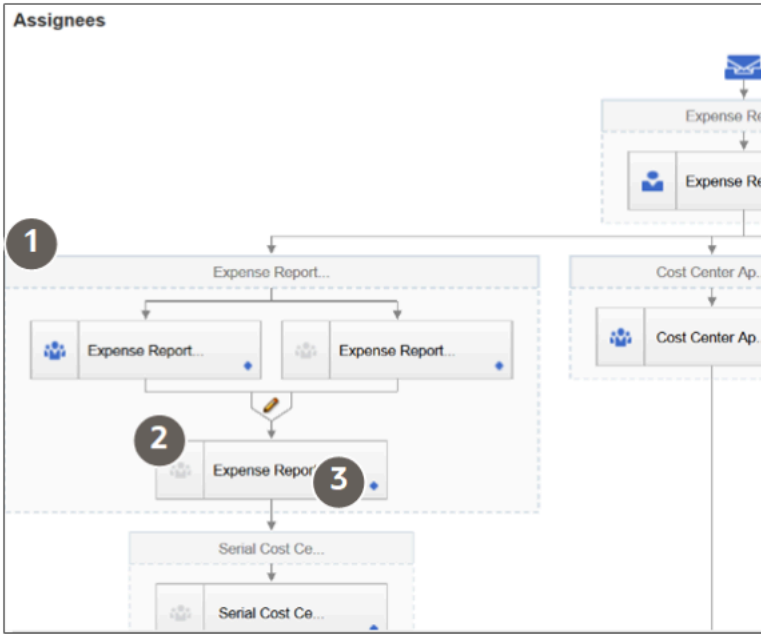 Assignees
Expense Re
Expense Re
1
Expense Report...
Cost Center Ap..
Expense Report...
Expense Report...
Cost Center Ap..
2
Expense Repor
3
Serial Cost Ce...
Serial Cost Ce...